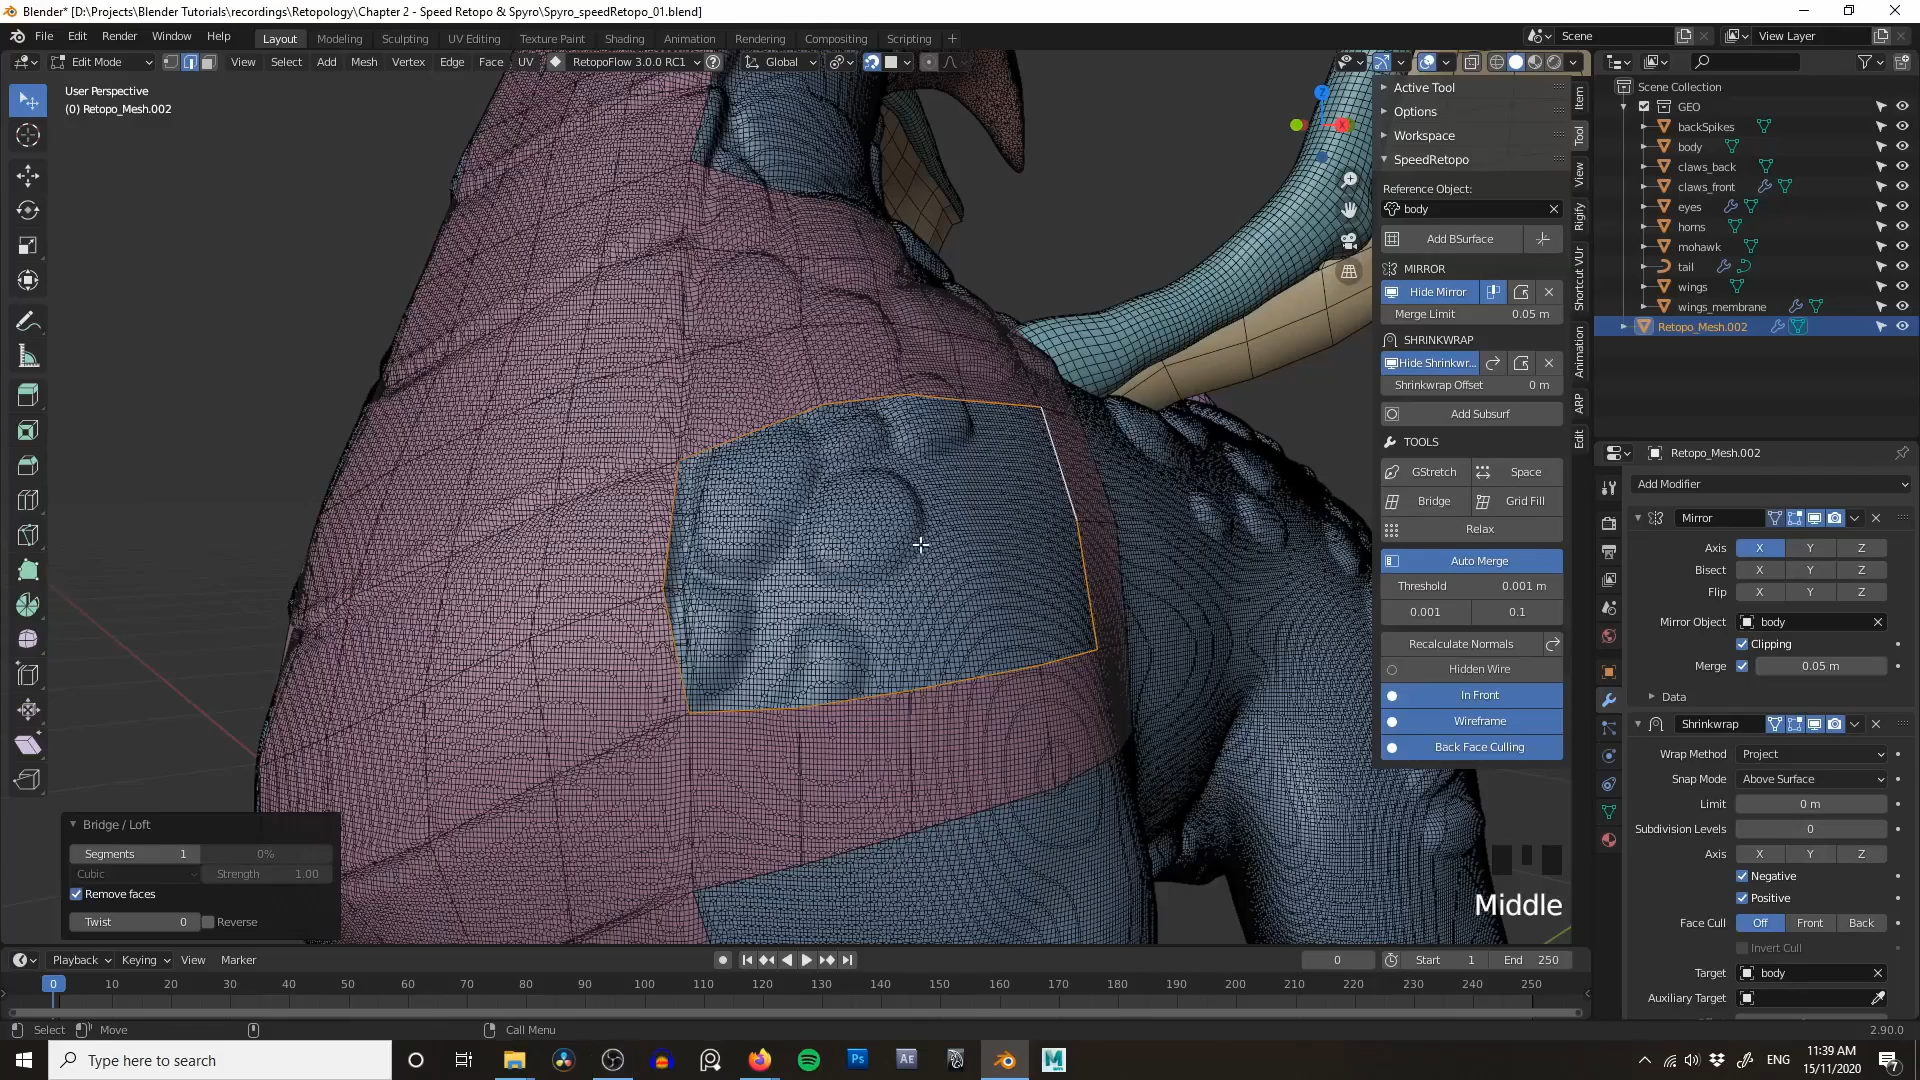 Blender* [D:\Projects\Blender Tutorials\recordings\Retopology\Chapter 2 - Speed Retopo & Spyro\Spyro_speedRetopo_01.blend]
File Edit Render Window Help
Layout Modeling Sculpting UV Editing Texture Paint Shading Animation Rendering Compositing Scripting +
Scene
View Layer
Edit Mode
View Select Add Mesh Vertex Edge Face UV
RetopoFlow 3.0.0 RC1
Global
User Perspective
(0) Retopo_Mesh.002
Z
X
Active Tool
Options
Workspace
SpeedRetopo
Reference Object:
body
Add BSurface
MIRROR
Hide Mirror
Merge Limit 0.05 m
SHRINKWRAP
Hide Shrinkwr...
Shrinkwrap Offset 0 m
Add Subsurf
TOOLS
GStretch Space
Bridge Grid Fill
Relax
Auto Merge
Threshold 0.001 m
0.001 0.1
Recalculate Normals
Hidden Wire
In Front
Wireframe
Back Face Culling
Item
Tool
View
Rigify
Shortcut VUr
Animation
ARP
Edit
Scene Collection
GEO
backSpikes
body
claws_back
claws_front
eyes
horns
mohawk
tail
wings
wings_membrane
Retopo_Mesh.002
Retopo_Mesh.002
Add Modifier
Mirror
Axis X Y Z
Bisect X Y Z
Flip X Y Z
Mirror Object body
Clipping
Merge 0.05 m
Data
Shrinkwrap
Wrap Method Project
Snap Mode Above Surface
Limit 0 m
Subdivision Levels 0
Axis X Y Z
Negative
Positive
Face Cull Off Front Back
Invert Cull
Target body
Auxiliary Target
Bridge / Loft
Segments 1 0%
Cubic Strength 1.00
Remove faces
Twist 0 Reverse
Middle
Playback Keying View Marker
0 Start 1 End 250
0 10 20 30 40 50 60 70 80 90 100 110 120 130 140 150 160 170 180 190 200 210 220 230 240 250
Select Move Call Menu
2.90.0
Type here to search
Ps
Ae
M
ENG
11:39 AM
15/11/2020
7